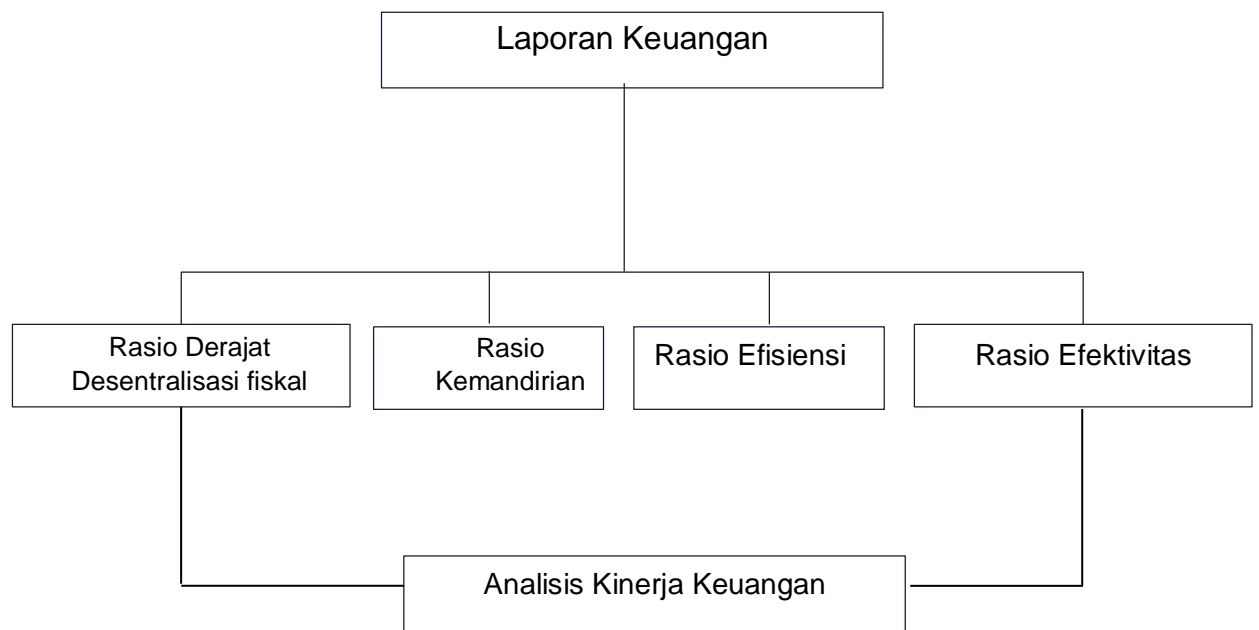 Laporan Keuangan
Rasio Derajat
Desentralisasi fiskal
Rasio
Kemandirian
Rasio Efisiensi
Rasio Efektivitas
Analisis Kinerja Keuangan